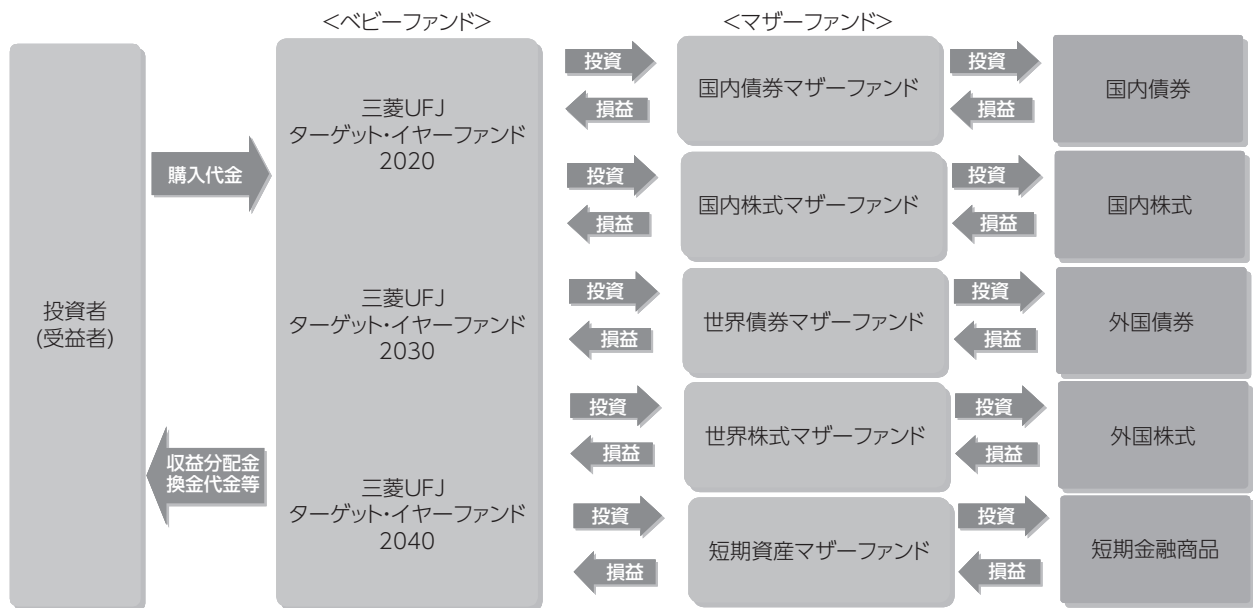 <ベビーファンド>
<マザーファンド>
投資者
(受益者)
購入代金
収益分配金
換金代金等
三菱UFJ
ターゲット・イヤーファンド
2020
三菱UFJ
ターゲット・イヤーファンド
2030
三菱UFJ
ターゲット・イヤーファンド
2040
投資
損益
国内債券マザーファンド
投資
損益
国内債券
投資
損益
国内株式マザーファンド
投資
損益
国内株式
投資
損益
世界債券マザーファンド
投資
損益
外国債券
投資
損益
世界株式マザーファンド
投資
損益
外国株式
投資
損益
短期資産マザーファンド
投資
損益
短期金融商品